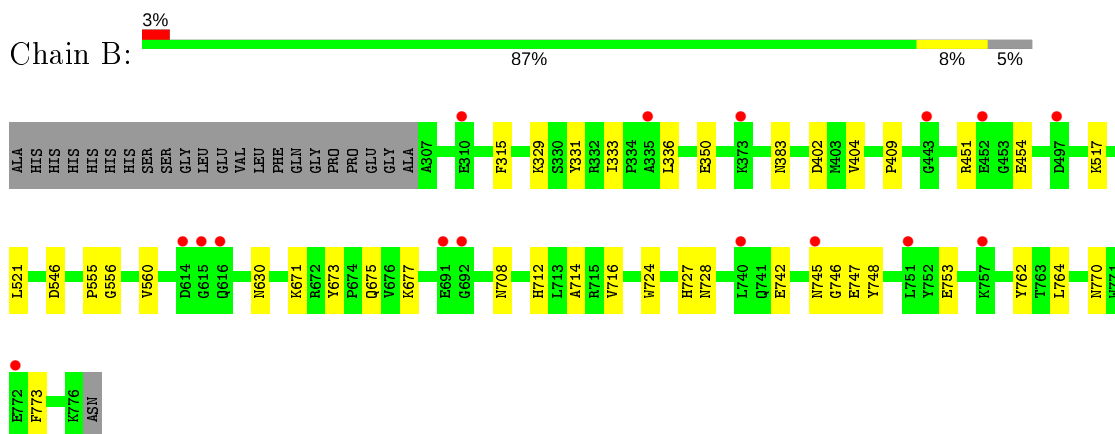 3%
Chain B:
87% 8% 5%
ALA HIS HIS HIS HIS HIS HIS SER SER GLY LEU GLU VAL LEU PHE GLN GLY PRO PRO GLU GLY ALA A307 E310 F315 K329 S330 Y331 R332 I333 P334 A335 L336 E350 K373 N383 D402 M403 V404 P409 G443 R451 E452 G453 E454 D497 K517
L521 D546 P555 G556 V560 D614 G615 Q616 N630 K671 R672 Y673 P674 Q675 V676 K677 E691 G692 N708 H712 L713 A714 R715 V716 W724 H727 N728 L740 Q741 E742 N745 G746 E747 Y748 L751 Y752 E753 K757 Y762 T763 L764 N770 W771
E772 F773 K776 ASN